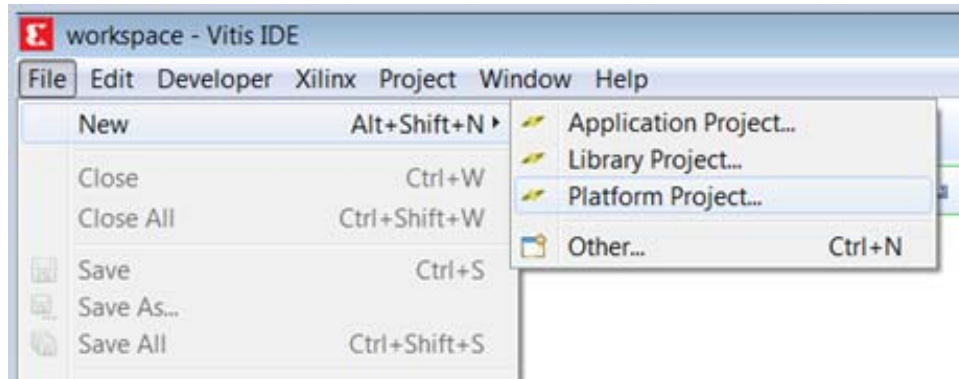 workspace - Vitis IDE
File Edit Developer Xilinx Project Window Help
New Alt+Shift+N
Close Ctrl+W
Close All Ctrl+Shift+W
Save Ctrl+S
Save As...
Save All Ctrl+Shift+S
Application Project...
Library Project...
Platform Project...
Other... Ctrl+N